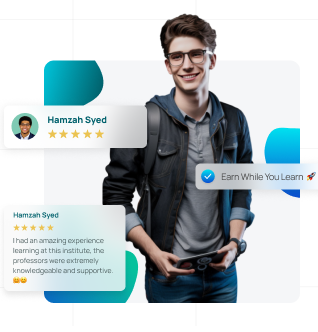 Hamzah Syed
Earn While You Learn 🚀
Hamzah Syed
I had an amazing experience
learning at this institute, the
professors were extremely
knowledgeable and supportive.
😊😊